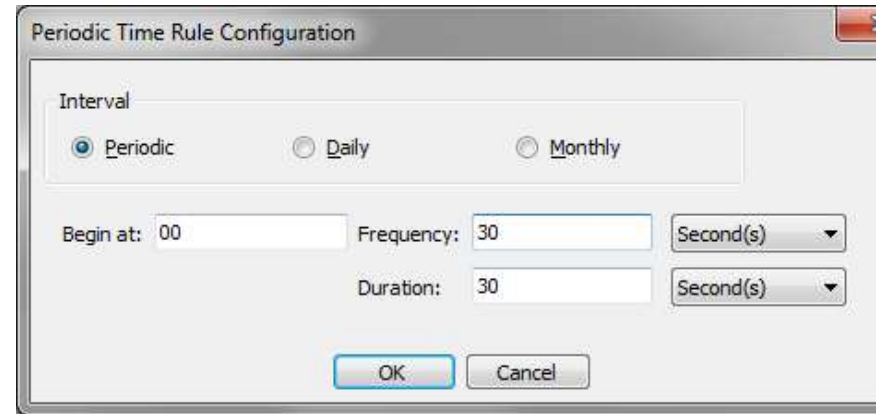 Periodic Time Rule Configuration
Interval
Periodic Daily Monthly
Begin at: 00 Frequency: 30 Second(s)
Duration: 30 Second(s)
OK Cancel